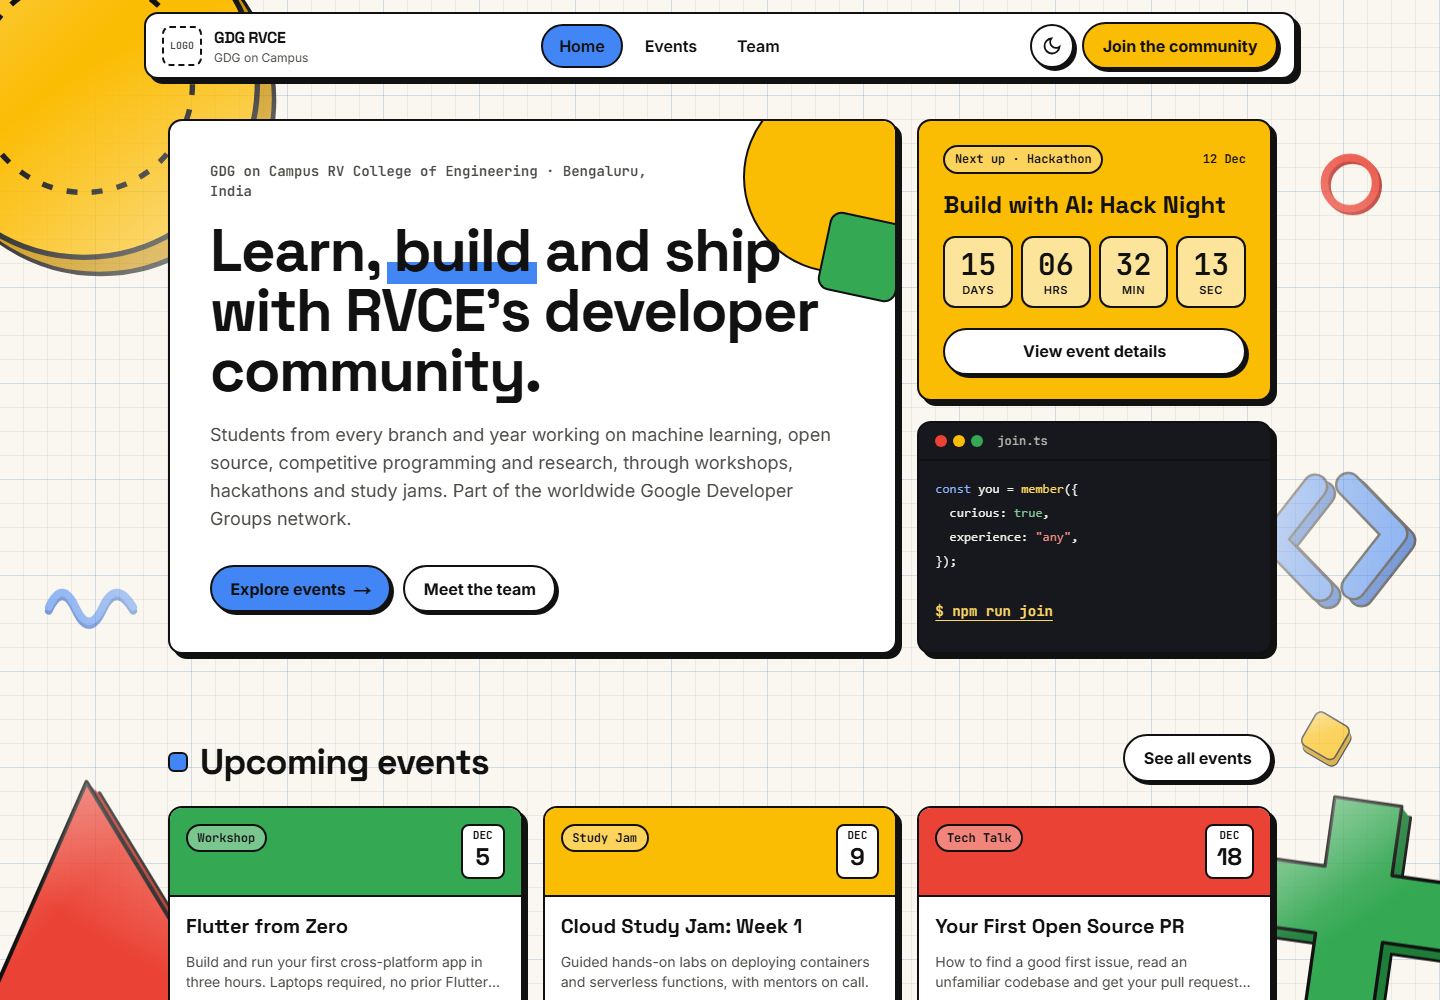 LOGO
GDG RVCE
GDG on Campus
Home
Events
Team
Join the community
GDG on Campus RV College of Engineering · Bengaluru,
India
Learn, build and ship
with RVCE’s developer
community.
Students from every branch and year working on machine learning, open
source, competitive programming and research, through workshops,
hackathons and study jams. Part of the worldwide Google Developer
Groups network.
Explore events →
Meet the team
Next up · Hackathon
12 Dec
Build with AI: Hack Night
15
DAYS
06
HRS
32
MIN
13
SEC
View event details
join.ts
const you = member({
  curious: true,
  experience: "any",
});
$ npm run join
Upcoming events
See all events
Workshop
DEC
5
Flutter from Zero
Build and run your first cross-platform app in
three hours. Laptops required, no prior Flutter...
Study Jam
DEC
9
Cloud Study Jam: Week 1
Guided hands-on labs on deploying containers
and serverless functions, with mentors on call.
Tech Talk
DEC
18
Your First Open Source PR
How to find a good first issue, read an
unfamiliar codebase and get your pull request...